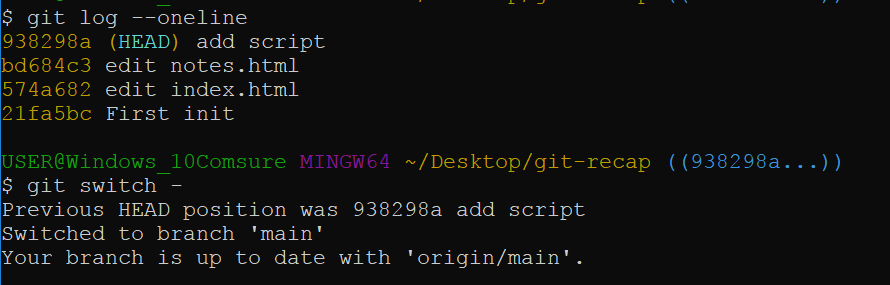 $ git log --oneline
938298a (HEAD) add script
bd684c3 edit notes.html
574a682 edit index.html
21fa5bc First init
USER@Windows_10Comsure MINGW64 ~/Desktop/git-recap ((938298a...))
$ git switch -
Previous HEAD position was 938298a add script
Switched to branch 'main'
Your branch is up to date with 'origin/main'.